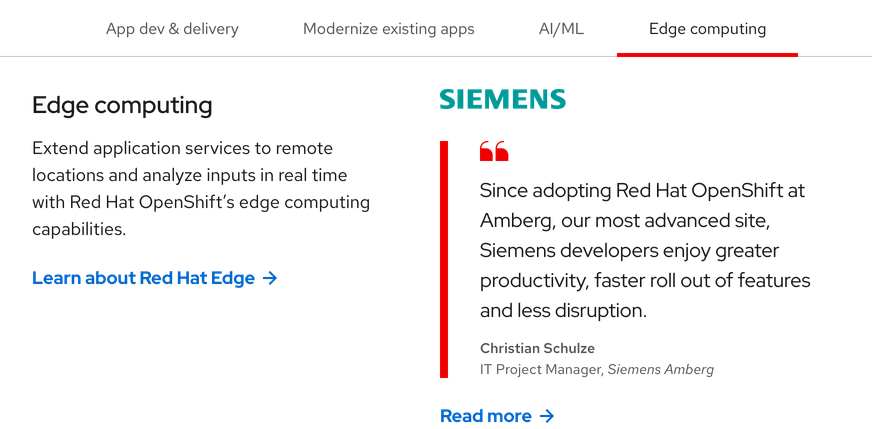 App dev & delivery
Modernize existing apps
AI/ML
Edge computing
Edge computing
Extend application services to remote
locations and analyze inputs in real time
with Red Hat OpenShift’s edge computing
capabilities.
Learn about Red Hat Edge →
SIEMENS
❝
Since adopting Red Hat OpenShift at
Amberg, our most advanced site,
Siemens developers enjoy greater
productivity, faster roll out of features
and less disruption.
Christian Schulze
IT Project Manager, Siemens Amberg
Read more →